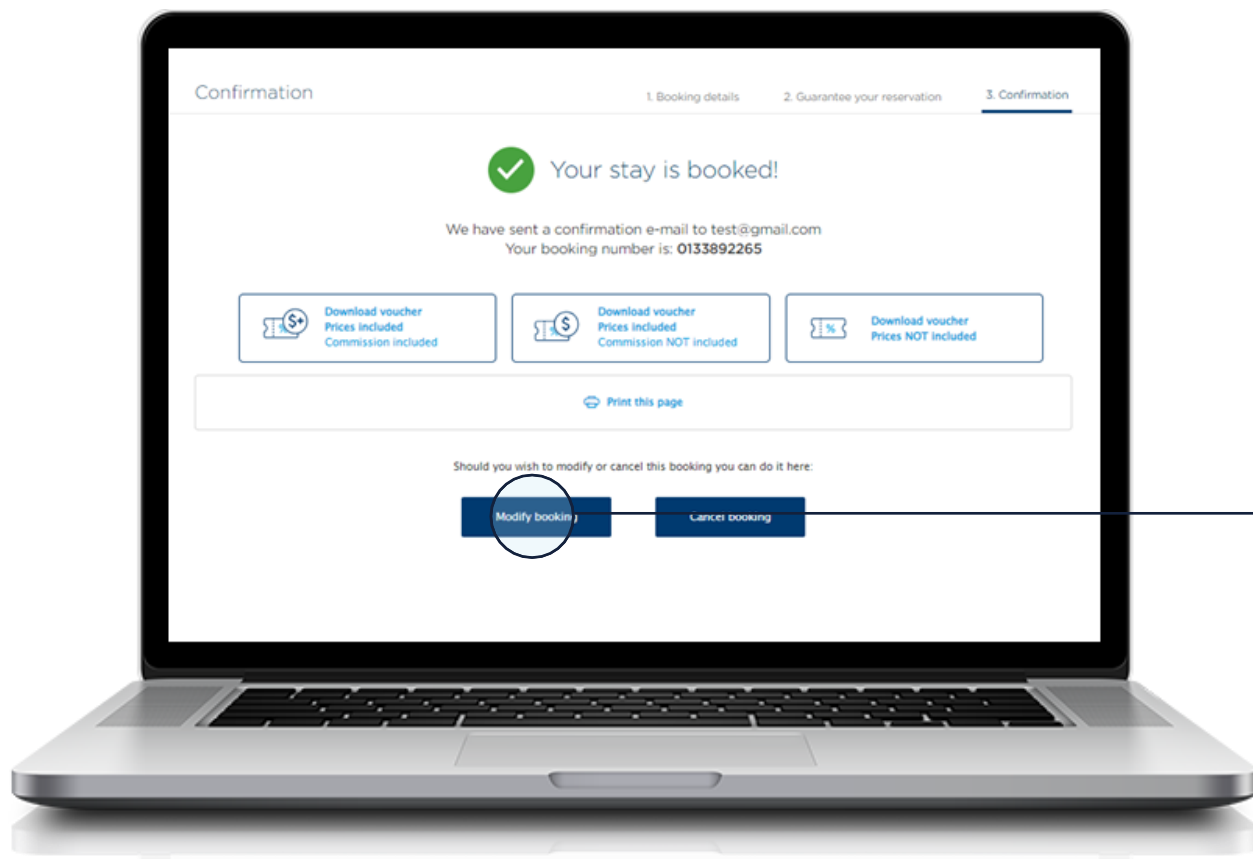 Confirmation
1. Booking details
2. Guarantee your reservation
3. Confirmation
Your stay is booked!
We have sent a confirmation e-mail to test@gmail.com
Your booking number is: 0133892265
Download voucher
Prices included
Commission included
Download voucher
Prices included
Commission NOT included
Download voucher
Prices NOT included
Print this page
Should you wish to modify or cancel this booking you can do it here:
Modify booking
Cancel booking